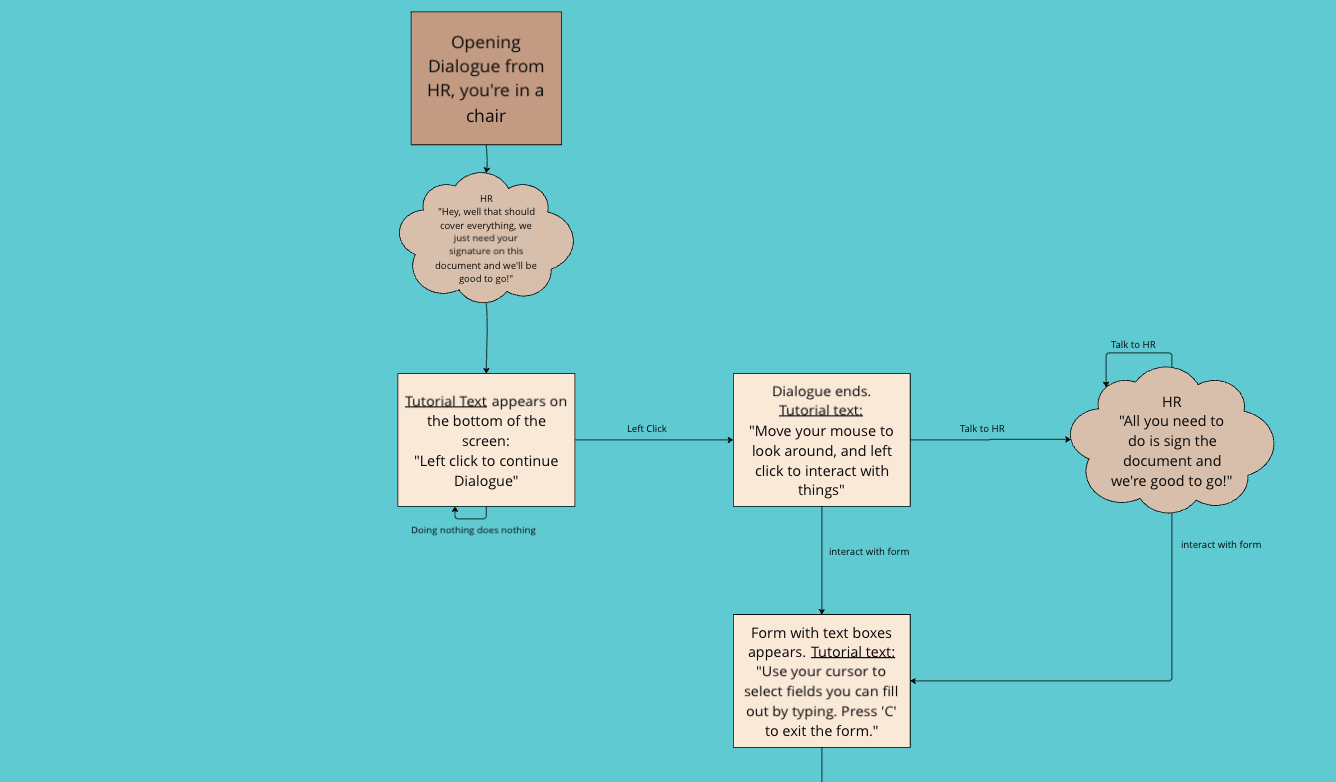 Opening
Dialogue from
HR, you're in a
chair
HR
"Hey, well that should
cover everything, we
just need your
signature on this
document and we'll be
good to go!"
Tutorial Text appears on
the bottom of the
screen:
"Left click to continue
Dialogue"
Doing nothing does nothing
Left Click
Dialogue ends.
Tutorial text:
"Move your mouse to
look around, and left
click to interact with
things"
Talk to HR
Talk to HR
HR
"All you need to
do is sign the
document and
we're good to go!"
interact with form
interact with form
Form with text boxes
appears. Tutorial text:
"Use your cursor to
select fields you can fill
out by typing. Press 'C'
to exit the form."